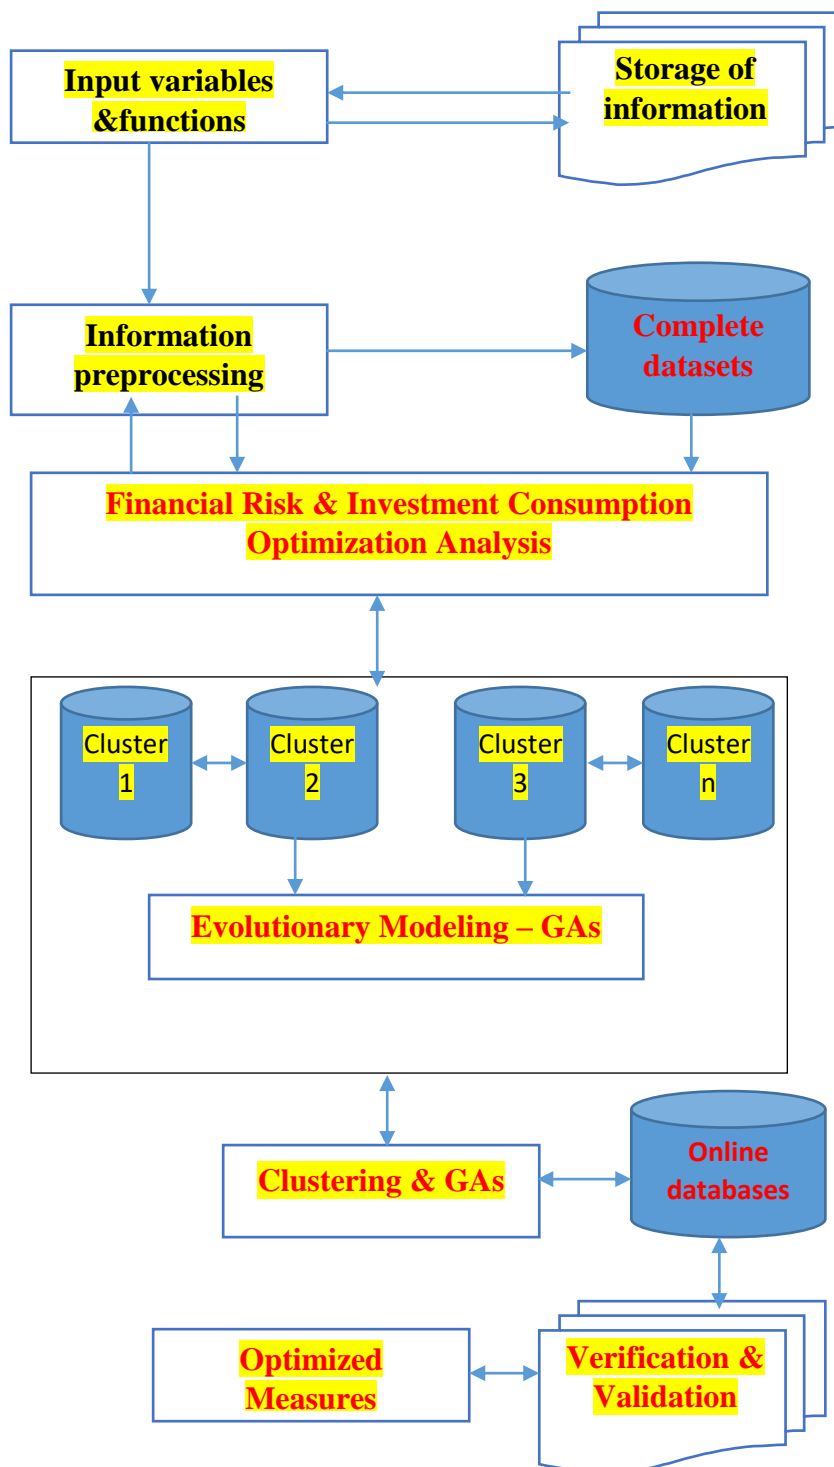 Input variables
&functions
Storage of
information
Information
preprocessing
Complete
datasets
Financial Risk & Investment Consumption
Optimization Analysis
Cluster
1
Cluster
2
Cluster
3
Cluster
n
Evolutionary Modeling – GAs
Clustering & GAs
Online
databases
Optimized
Measures
Verification &
Validation